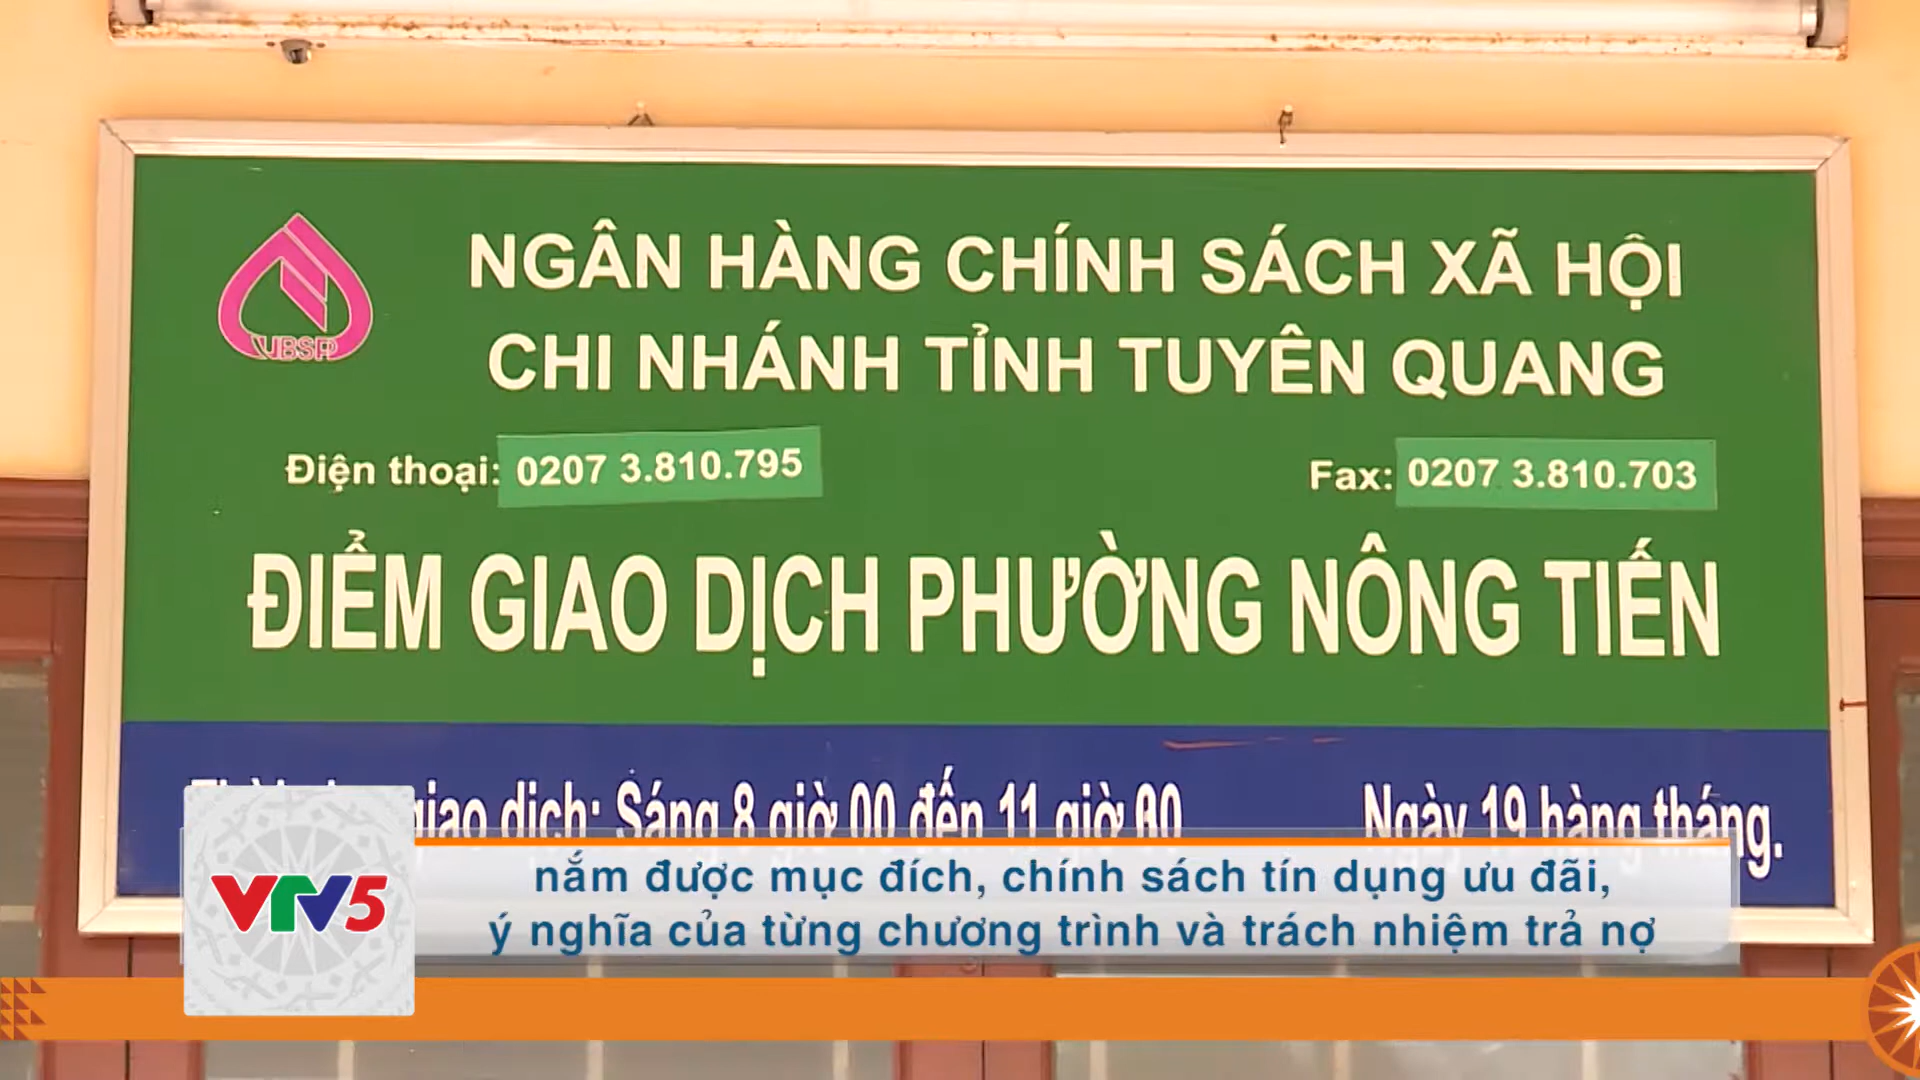 NGÂN HÀNG CHÍNH SÁCH XÃ HỘI
VBSP
CHI NHÁNH TỈNH TUYÊN QUANG
Điện thoại: 0207 3.810.795
Fax: 0207 3.810.703
ĐIỂM GIAO DỊCH PHƯỜNG NÔNG TIẾN
giao dịch: Sáng 8 giờ 00 đến 11 giờ
Ngày 19 hàng tháng.
VTV5
nắm được mục đích, chính sách tín dụng ưu đãi,
ý nghĩa của từng chương trình và trách nhiệm trả nợ